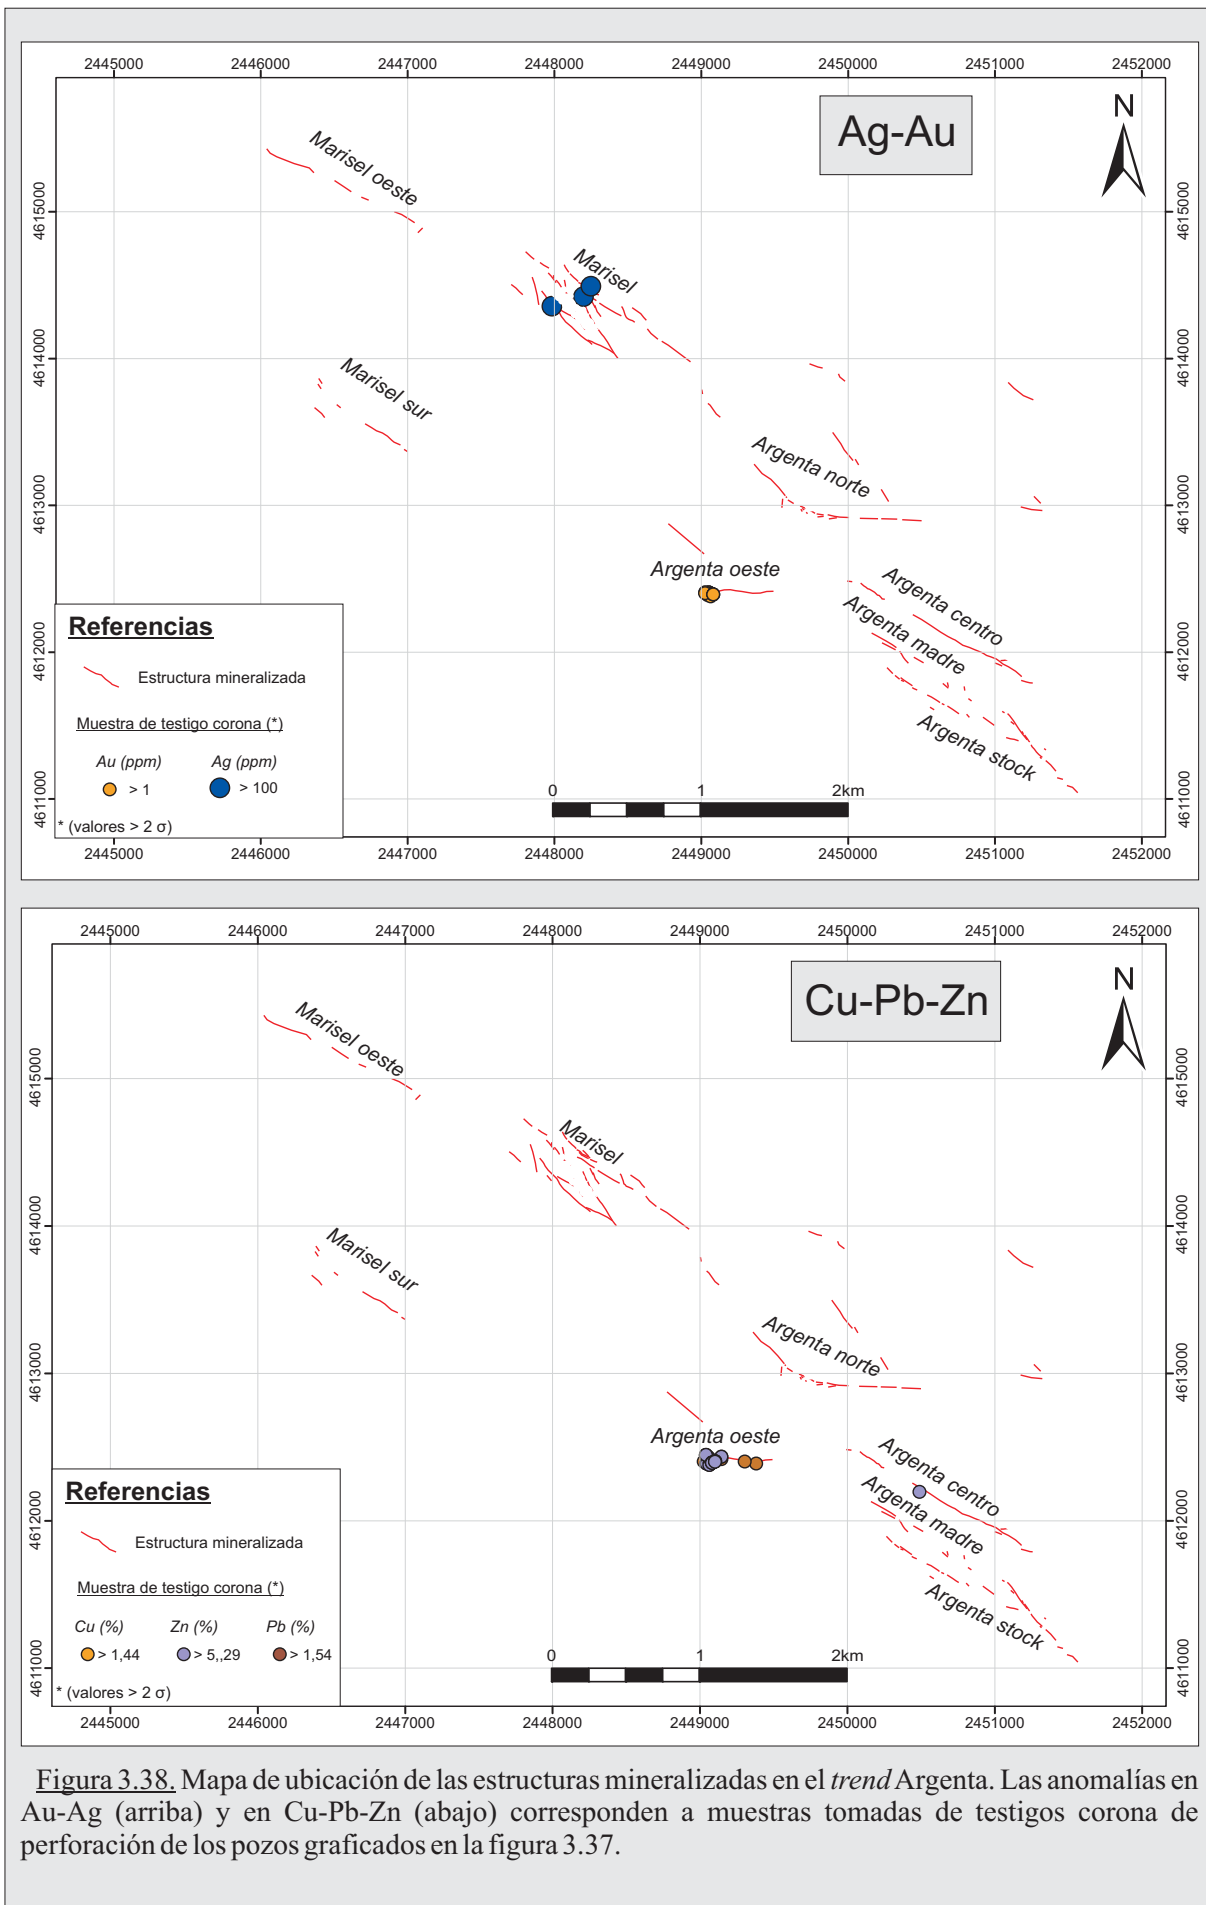 2445000 2446000 2447000 2448000 2449000 2450000 2451000 2452000
Ag-Au
N
Marisel oeste
4615000 4615000
Marisel
4614000 4614000
Marisel sur
Argenta norte
4613000 4613000
Argenta oeste
Argenta centro
Argenta madre
4612000 4612000
Argenta stock
4611000 4611000
Referencias
Estructura mineralizada
Muestra de testigo corona (*)
Au (ppm) Ag (ppm)
> 1 > 100
* (valores > 2 σ)
0 1 2km
2445000 2446000 2447000 2448000 2449000 2450000 2451000 2452000
2445000 2446000 2447000 2448000 2449000 2450000 2451000 2452000
Cu-Pb-Zn
N
Marisel oeste
4615000 4615000
Marisel
4614000 4614000
Marisel sur
Argenta norte
4613000 4613000
Argenta oeste
Argenta centro
Argenta madre
4612000 4612000
Argenta stock
4611000 4611000
Referencias
Estructura mineralizada
Muestra de testigo corona (*)
Cu (%) Zn (%) Pb (%)
> 1,44 > 5,,29 > 1,54
* (valores > 2 σ)
0 1 2km
2445000 2446000 2447000 2448000 2449000 2450000 2451000 2452000
Figura 3.38. Mapa de ubicación de las estructuras mineralizadas en el trend Argenta. Las anomalías en
Au-Ag (arriba) y en Cu-Pb-Zn (abajo) corresponden a muestras tomadas de testigos corona de
perforación de los pozos graficados en la figura 3.37.